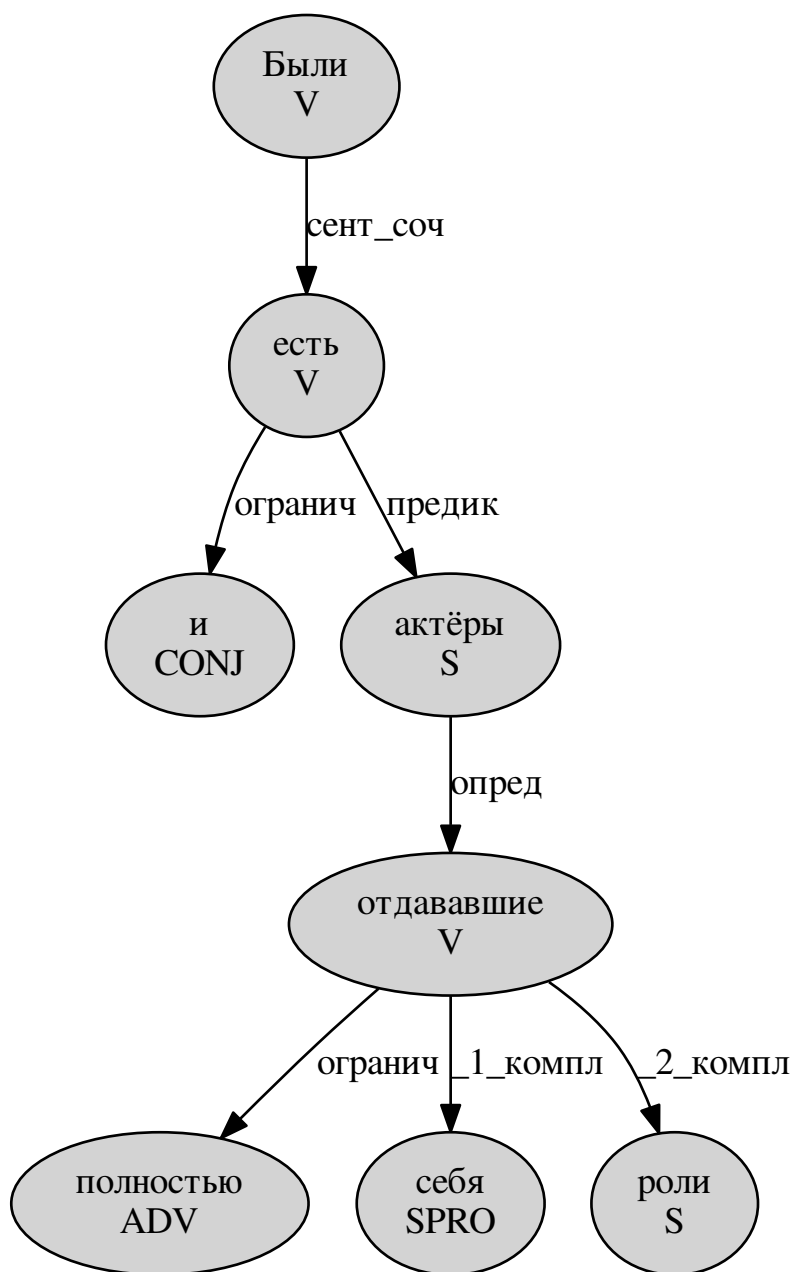 Были
V
сент_соч
есть
V
огранич
предик
и
CONJ
актёры
S
опред
отдававшие
V
огранич
_1_компл
_2_компл
полностью
ADV
себя
SPRO
роли
S